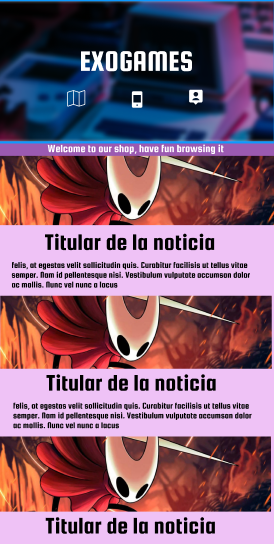 EXOGAMES
Welcome to our shop, have fun browsing it
Titular de la noticia
felis, at egestas velit sollicitudin quis. Curabitur facilisis ut tellus vitae
semper. Nam id pellentesque nisi. Vestibulum vulputate accumsan dolor
ac mollis. Nunc vel nunc a lacus
Titular de la noticia
felis, at egestas velit sollicitudin quis. Curabitur facilisis ut tellus vitae
semper. Nam id pellentesque nisi. Vestibulum vulputate accumsan dolor
ac mollis. Nunc vel nunc a lacus
Titular de la noticia